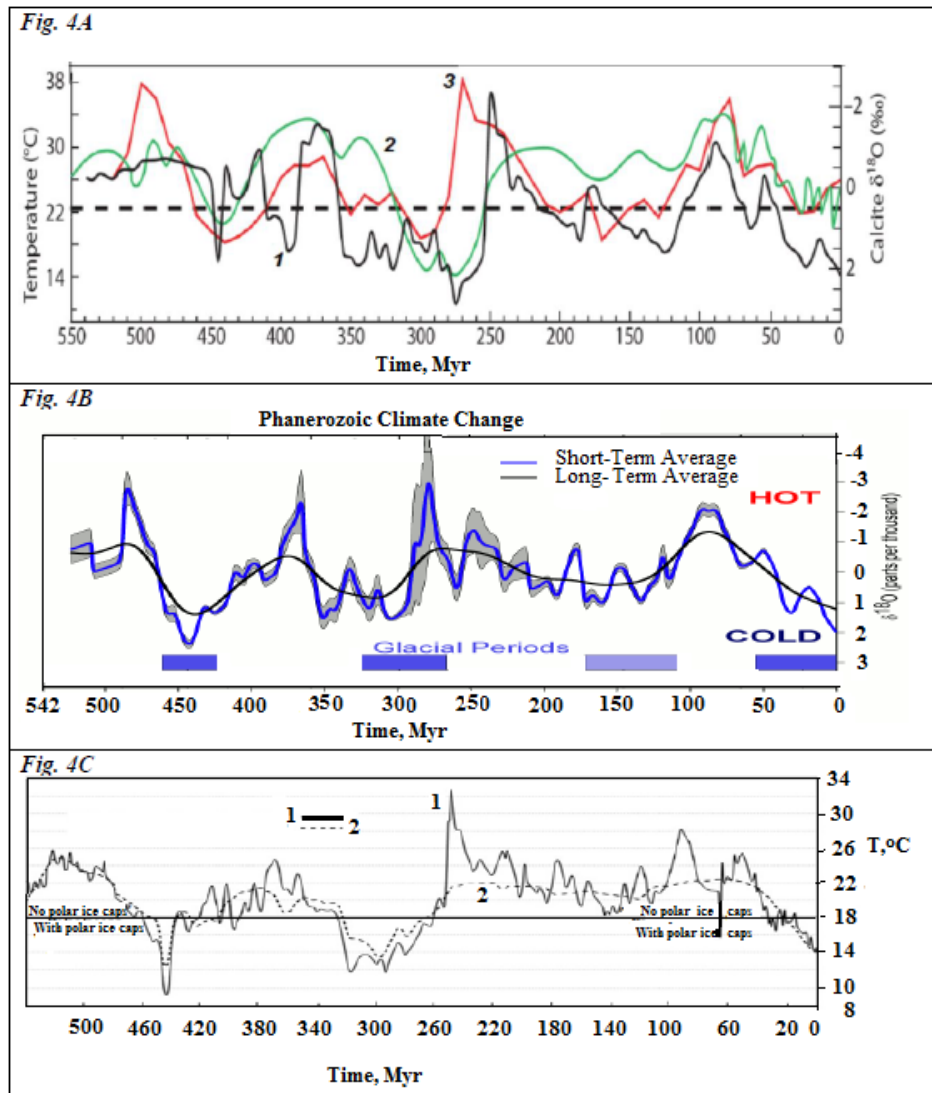 Fig. 4A
Temperature (°C)
38
30
22
14
1
2
3
-2
0
2
Calcite δ¹⁸O (‰)
550 500 450 400 350 300 250 200 150 100 50 0
Time, Myr
Fig. 4B
Phanerozoic Climate Change
Short-Term Average
Long- Term Average
HOT
COLD
Glacial Periods
-4
-3
-2
-1
0
1
2
3
δ¹⁸O (parts per thousand)
542 500 450 400 350 300 250 200 150 100 50 0
Time, Myr
Fig. 4C
1
2
1
2
No polar ice caps
With polar ice caps
No polar ice caps
With polar ice caps
34
30
26
22
18
14
10
8
T,°C
500 460 420 380 340 300 260 220 180 140 100 60 20 0
Time, Myr